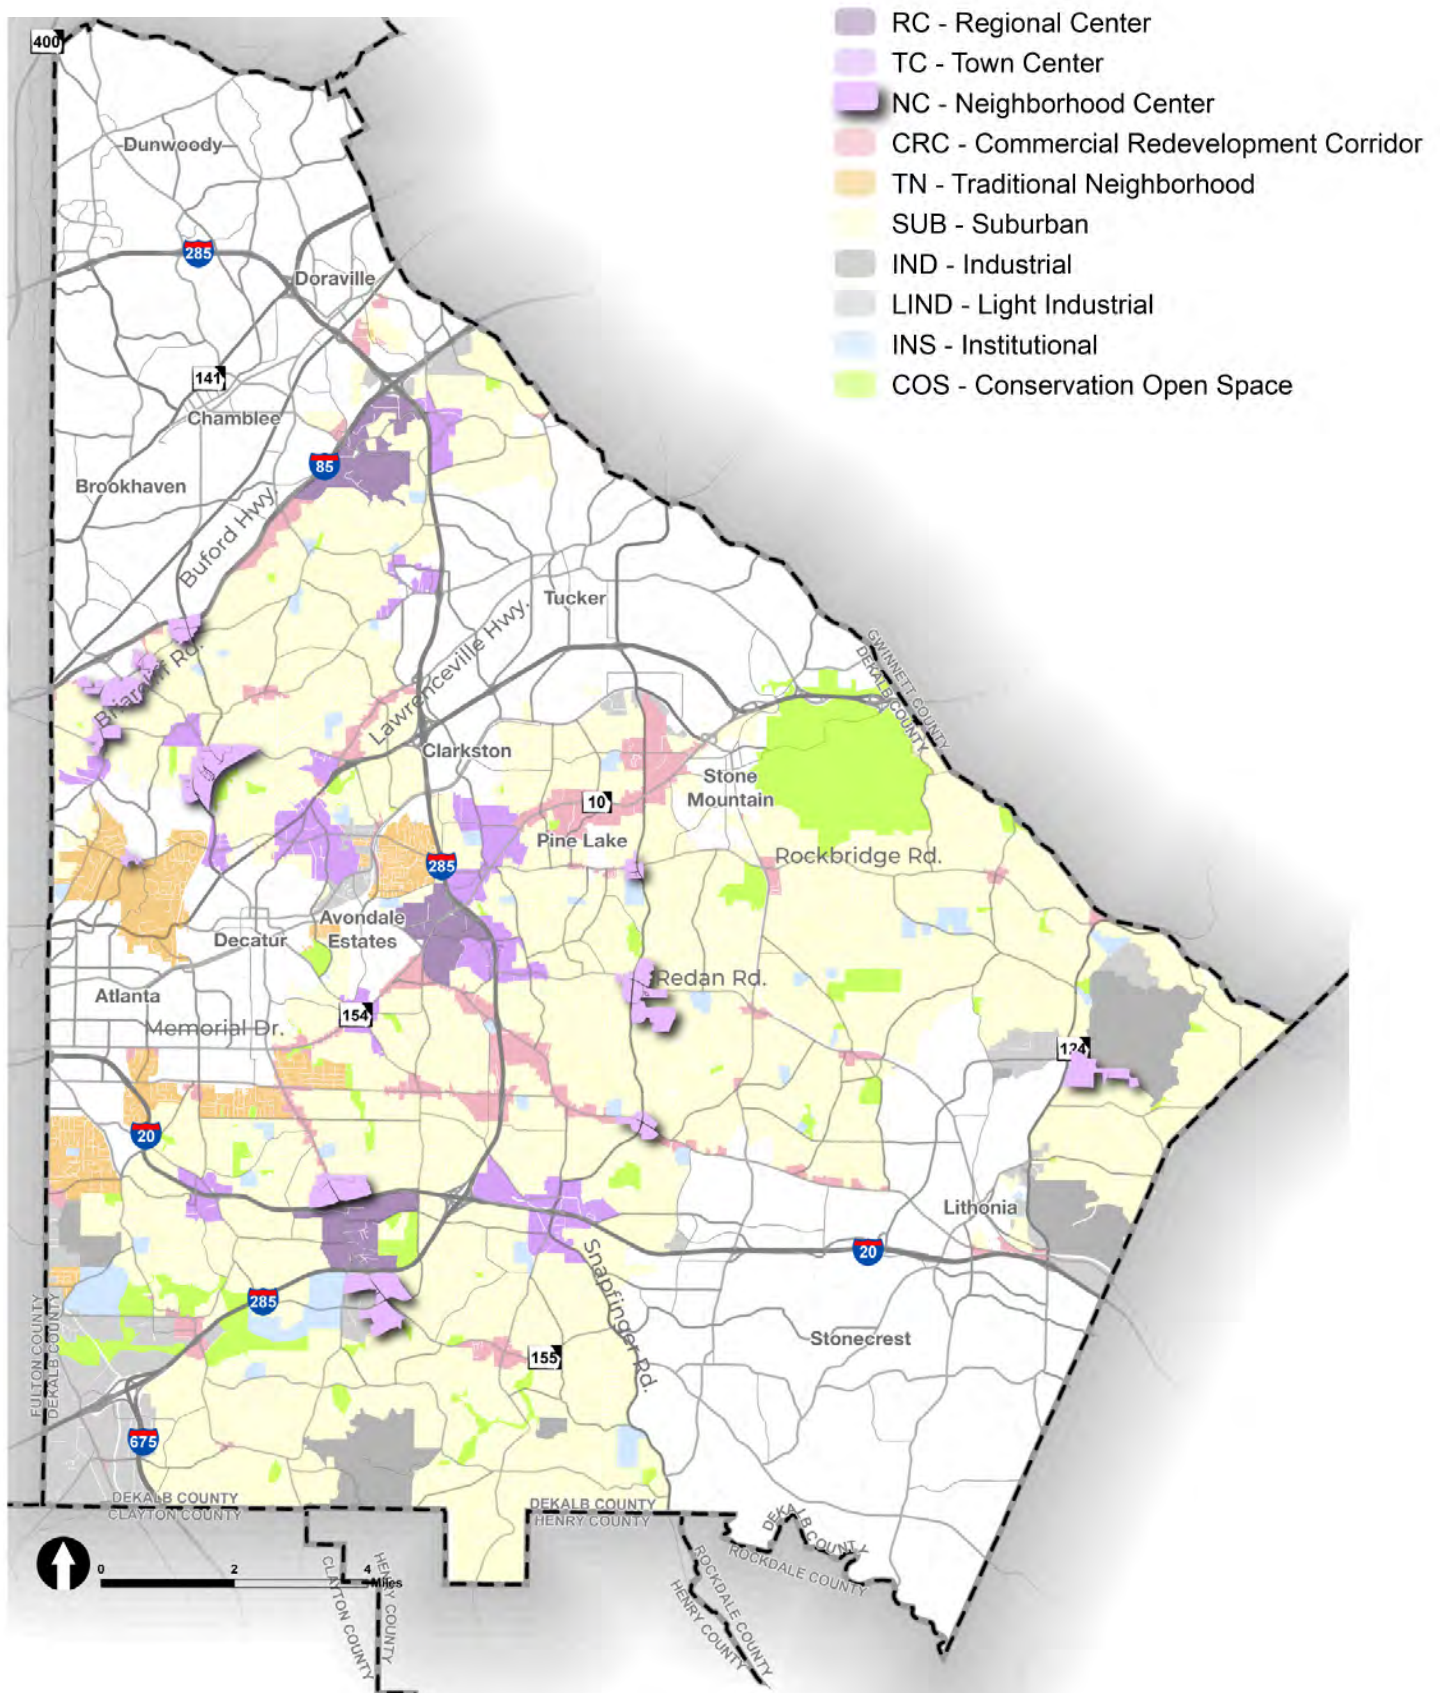 RC - Regional Center
TC - Town Center
NC - Neighborhood Center
CRC - Commercial Redevelopment Corridor
TN - Traditional Neighborhood
SUB - Suburban
IND - Industrial
LIND - Light Industrial
INS - Institutional
COS - Conservation Open Space
400
Dunwoody
285
Doraville
141
Chamblee
85
Brookhaven
Buford Hwy.
Tucker
Lawrenceville Hwy.
GWINNETT COUNTY
DEKALB COUNTY
Briarcliff Rd.
Clarkston
Stone
Mountain
10
Pine Lake
Rockbridge Rd.
285
Avondale
Estates
Decatur
Redan Rd.
Atlanta
154
Memorial Dr.
124
20
Lithonia
20
Snapfinger Rd.
285
FULTON COUNTY
DEKALB COUNTY
Stonecrest
155
675
DEKALB COUNTY
CLAYTON COUNTY
DEKALB COUNTY
HENRY COUNTY
DEKALB COUNTY
ROCKDALE COUNTY
0 2 4
Miles
CLAYTON COUNTY
HENRY COUNTY
ROCKDALE COUNTY
HENRY COUNTY